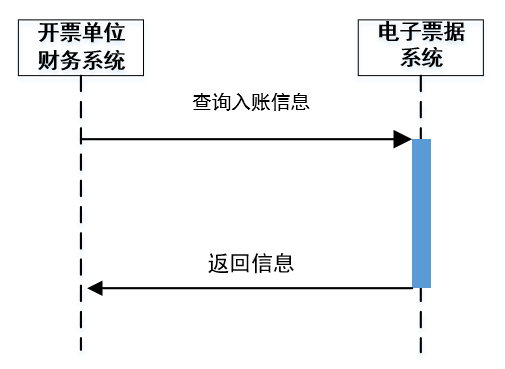 开票单位
财务系统
电子票据
系统
查询入账信息
返回信息